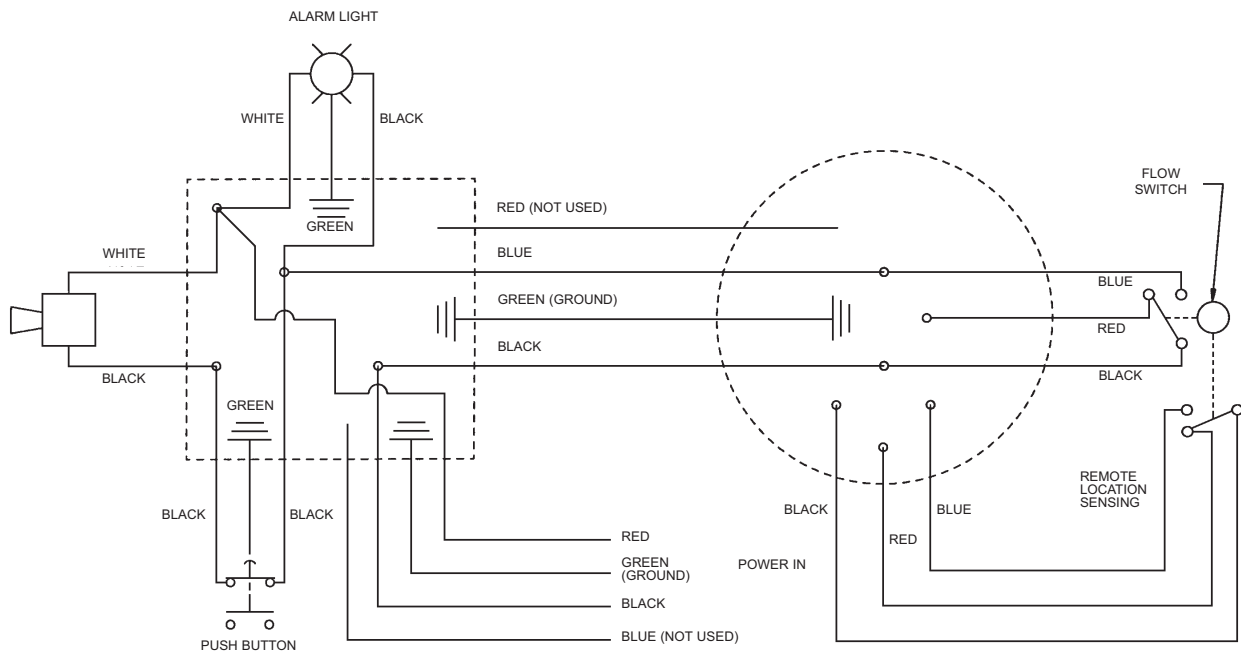 ALARM LIGHT
WHITE
BLACK
FLOW
SWITCH
RED (NOT USED)
GREEN
WHITE
BLUE
BLUE
GREEN (GROUND)
RED
BLACK
BLACK
BLACK
GREEN
REMOTE
LOCATION
SENSING
BLACK
BLACK
BLACK
BLUE
RED
RED
GREEN
(GROUND)
POWER IN
BLACK
BLUE (NOT USED)
PUSH BUTTON